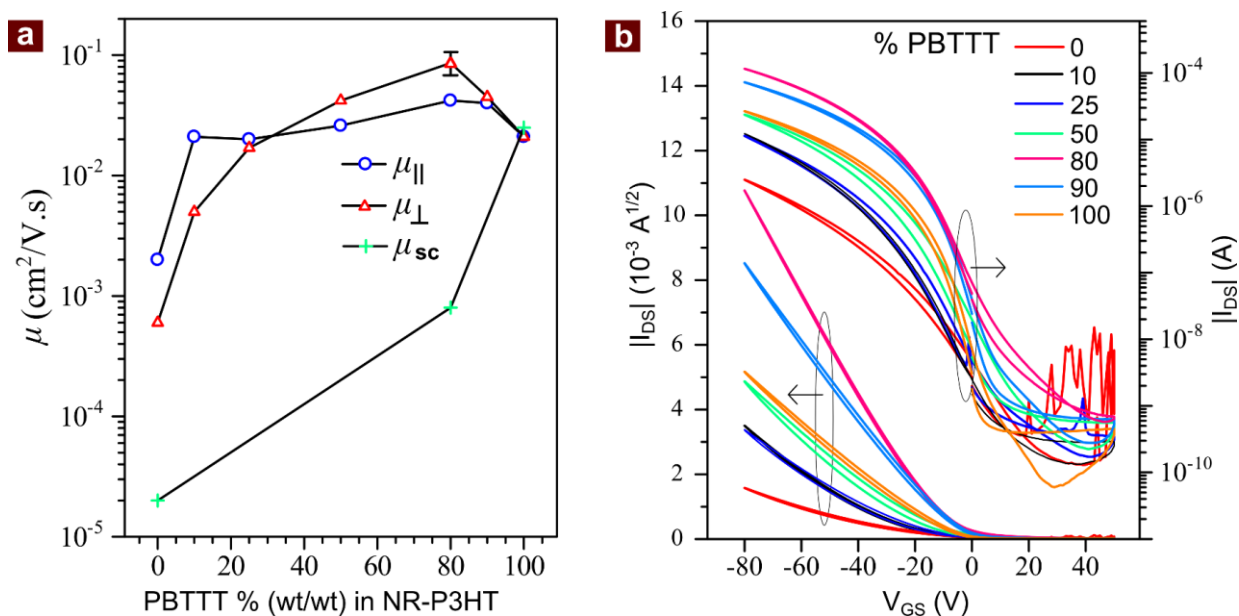 a
10⁻¹
10⁻²
10⁻³
10⁻⁴
10⁻⁵
μ (cm²/V.s)
μ||
μ⊥
μsc
0 20 40 60 80 100
PBTTT % (wt/wt) in NR-P3HT
b
16
14
12
10
8
6
4
2
0
|I_DS| (10⁻³ A^1/2)
% PBTTT
0
10
25
50
80
90
100
10⁻⁴
10⁻⁶
10⁻⁸
10⁻¹⁰
|I_DS| (A)
-80 -60 -40 -20 0 20 40
V_GS (V)